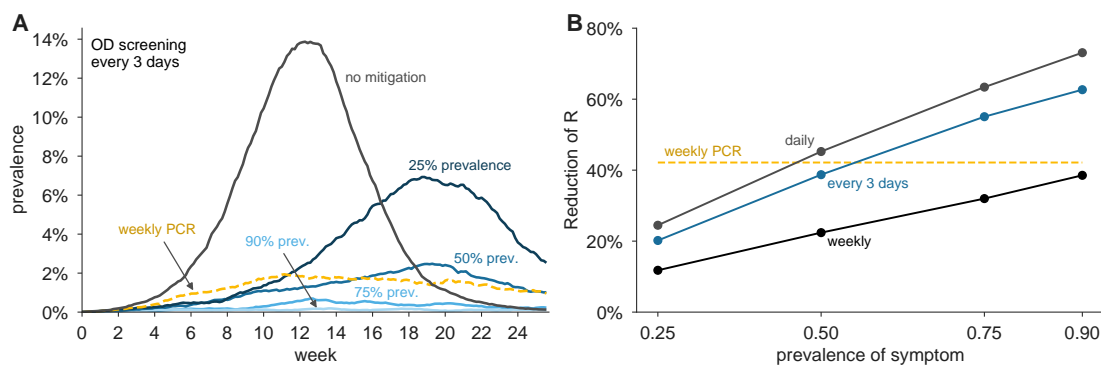 A
OD screening
every 3 days
14%
12%
10%
8%
6%
4%
2%
0%
prevalence
no mitigation
25% prevalence
weekly PCR
90% prev.
50% prev.
75% prev.
0 2 4 6 8 10 12 14 16 18 20 22 24
week
B
80%
60%
40%
20%
0%
Reduction of R
daily
weekly PCR
every 3 days
weekly
0.25 0.50 0.75 0.90
prevalence of symptom